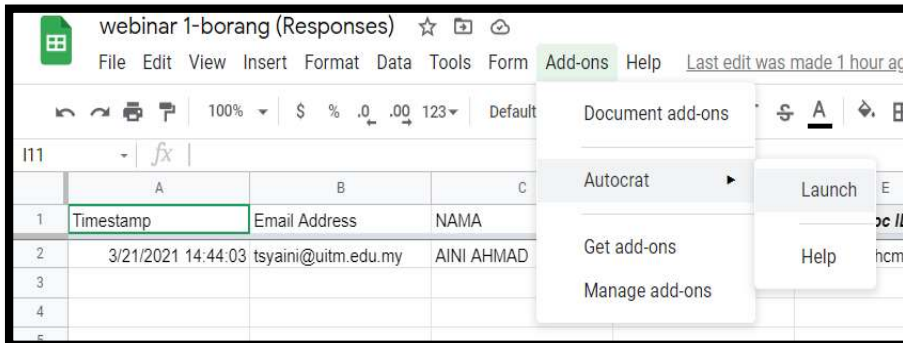 webinar 1-borang (Responses)
File Edit View Insert Format Data Tools Form Add-ons Help Last edit was made 1 hour ag
100% $ % .0 .00 123 Default
Document add-ons
S A
I11 fx
Autocrat
Launch
A B C E
1 Timestamp Email Address NAMA
Get add-ons
Help
2 3/21/2021 14:44:03 tsyaini@uitm.edu.my AINI AHMAD
3
Manage add-ons
4